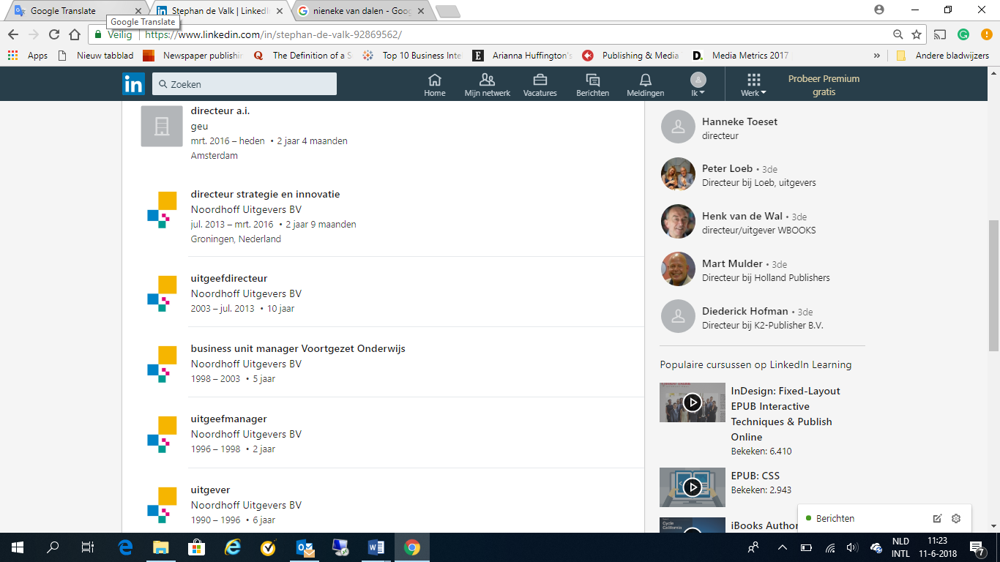 Google Translate
Stephan de Valk | LinkedIn
nieneke van dalen - Goog
Google Translate
Veilig
https://www.linkedin.com/in/stephan-de-valk-92869562/
Apps
Nieuw tabblad
Newspaper publishin
The Definition of a S
Top 10 Business Inte
Arianna Huffington's
Publishing & Media
Media Metrics 2017
»
Andere bladwijzers
in
Zoeken
Home
Mijn netwerk
Vacatures
Berichten
Meldingen
Ik
Werk
Probeer Premium
gratis
directeur a.i.
geu
mrt. 2016 – heden • 2 jaar 4 maanden
Amsterdam
directeur strategie en innovatie
Noordhoff Uitgevers BV
jul. 2013 – mrt. 2016 • 2 jaar 9 maanden
Groningen, Nederland
uitgeefdirecteur
Noordhoff Uitgevers BV
2003 – jul. 2013 • 10 jaar
business unit manager Voortgezet Onderwijs
Noordhoff Uitgevers BV
1998 – 2003 • 5 jaar
uitgeefmanager
Noordhoff Uitgevers BV
1996 – 1998 • 2 jaar
uitgever
Noordhoff Uitgevers BV
1990 – 1996 • 6 jaar
Hanneke Toeset
directeur
Peter Loeb • 3de
Directeur bij Loeb, uitgevers
Henk van de Wal • 3de
directeur/uitgever WBOOKS
Mart Mulder • 3de
Directeur bij Holland Publishers
Diederick Hofman • 3de
Directeur bij K2-Publisher B.V.
Populaire cursussen op LinkedIn Learning
InDesign: Fixed-Layout
EPUB Interactive
Techniques & Publish
Online
Bekeken: 6.410
EPUB: CSS
Bekeken: 2.943
Cycle
California
iBooks Author
Berichten
NLD
INTL
11:23
11-6-2018
7